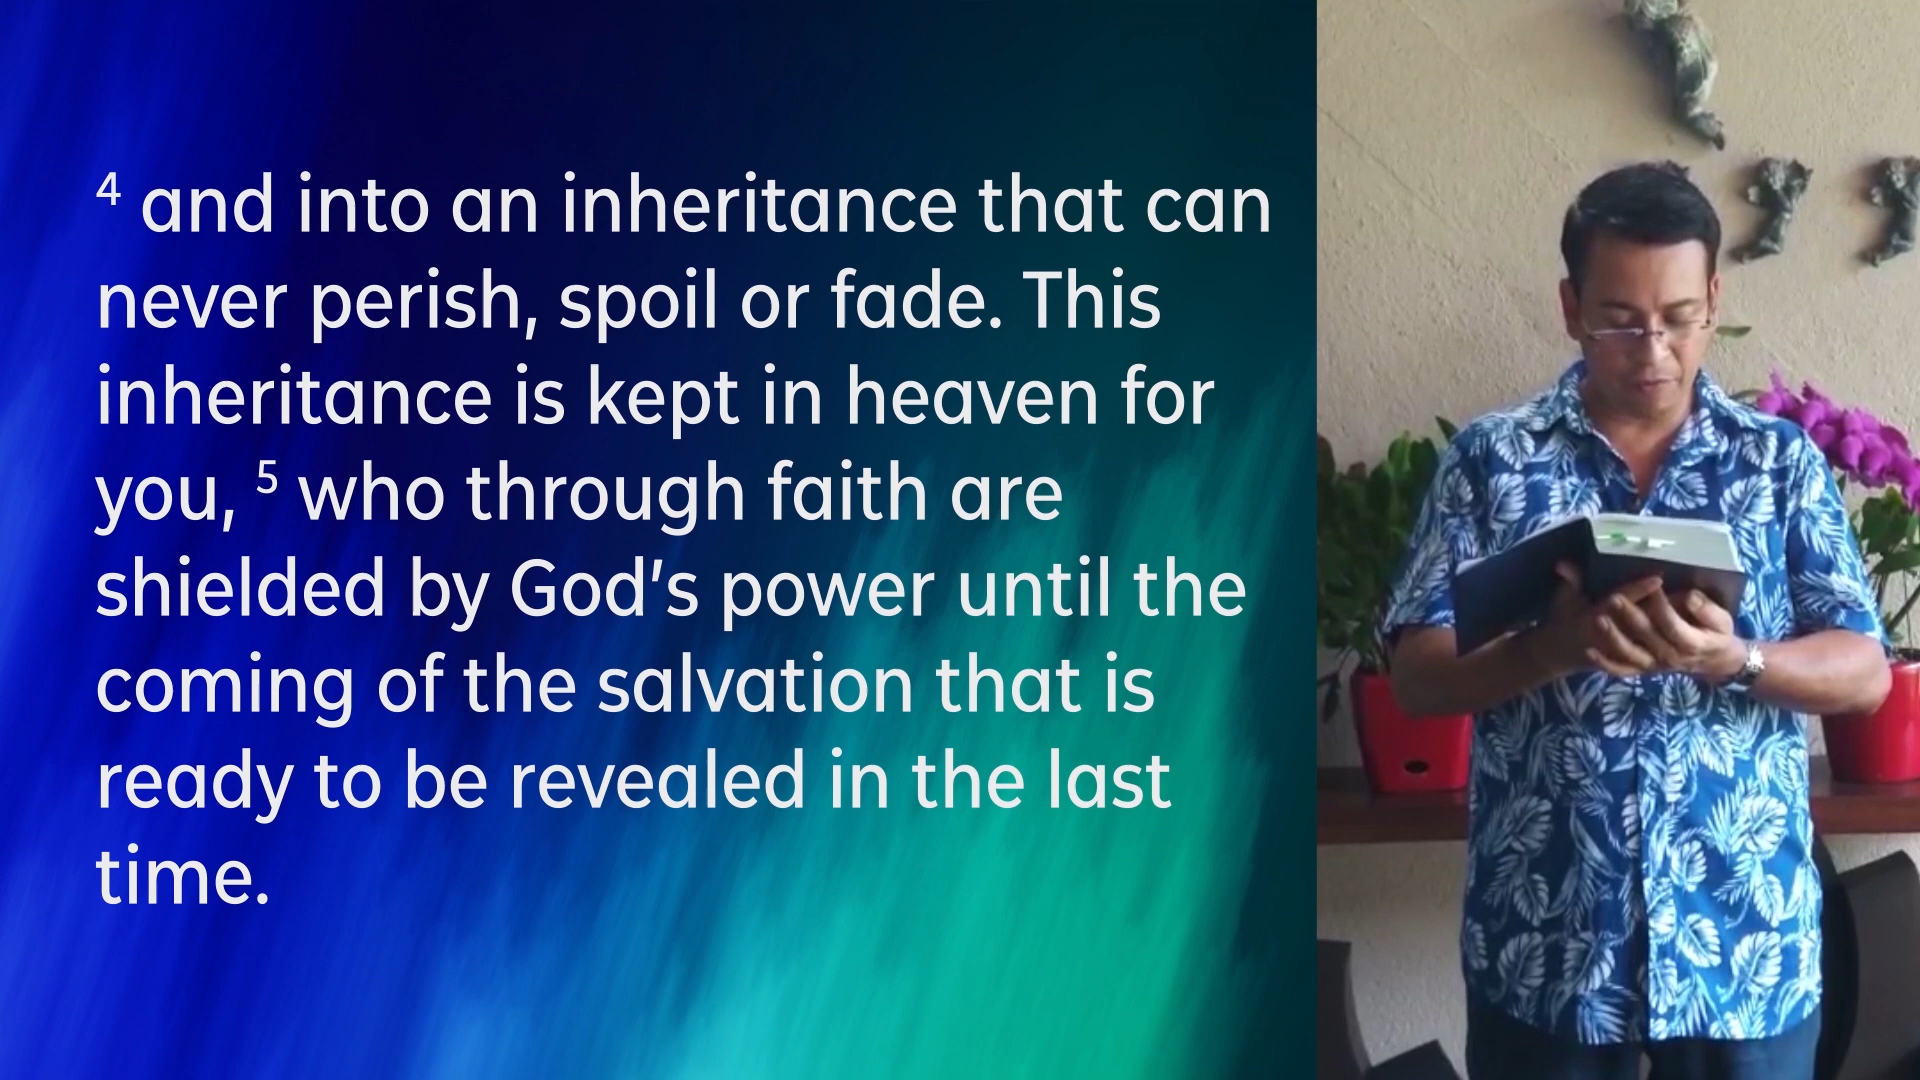 4 and into an inheritance that can
never perish, spoil or fade. This
inheritance is kept in heaven for
you, 5 who through faith are
shielded by God’s power until the
coming of the salvation that is
ready to be revealed in the last
time.